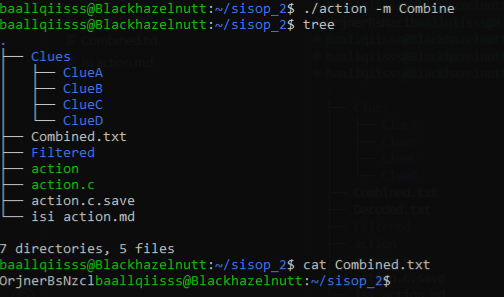 baallqiisss@Blackhazelnutt:~/sisop_2$ ./action -m Combine
baallqiisss@Blackhazelnutt:~/sisop_2$ tree
.
├── Clues
│   ├── ClueA
│   ├── ClueB
│   ├── ClueC
│   └── ClueD
├── Combined.txt
├── Filtered
├── action
├── action.c
├── action.c.save
└── isi action.md
7 directories, 5 files
baallqiisss@Blackhazelnutt:~/sisop_2$ cat Combined.txt
OrjnerBsNzclbaallqiisss@Blackhazelnutt:~/sisop_2$